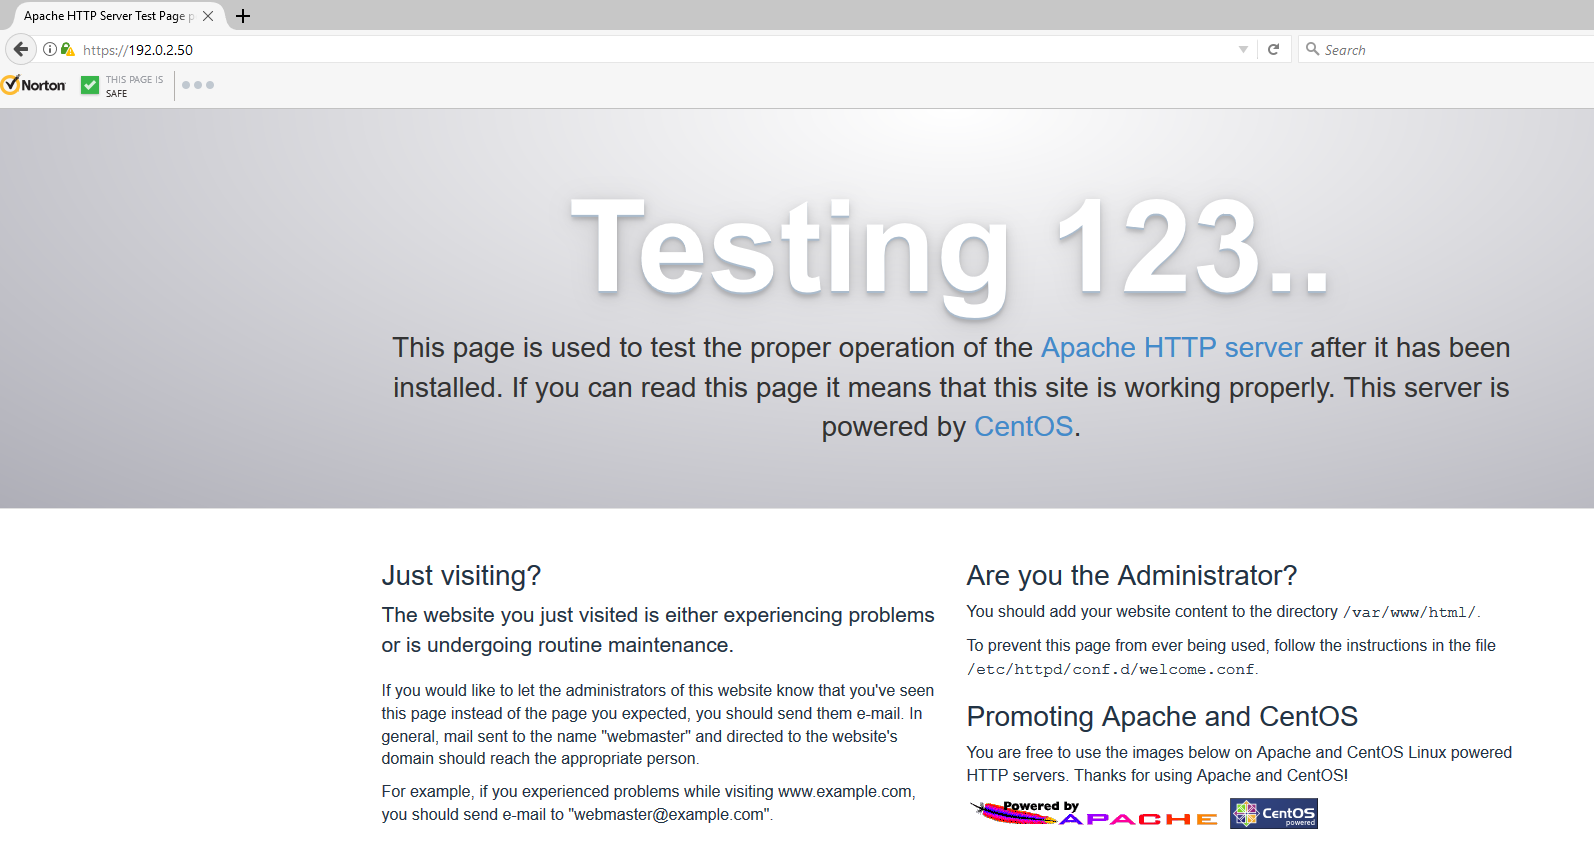 Apache HTTP Server Test Page p
https://192.0.2.50
Search
Norton
THIS PAGE IS
SAFE
Testing 123..
This page is used to test the proper operation of the Apache HTTP server after it has been
installed. If you can read this page it means that this site is working properly. This server is
powered by CentOS.
Just visiting?
The website you just visited is either experiencing problems
or is undergoing routine maintenance.
If you would like to let the administrators of this website know that you've seen
this page instead of the page you expected, you should send them e-mail. In
general, mail sent to the name "webmaster" and directed to the website's
domain should reach the appropriate person.
For example, if you experienced problems while visiting www.example.com,
you should send e-mail to "webmaster@example.com".
Are you the Administrator?
You should add your website content to the directory /var/www/html/.
To prevent this page from ever being used, follow the instructions in the file
/etc/httpd/conf.d/welcome.conf.
Promoting Apache and CentOS
You are free to use the images below on Apache and CentOS Linux powered
HTTP servers. Thanks for using Apache and CentOS!
Powered by
APACHE
CentOS
powered